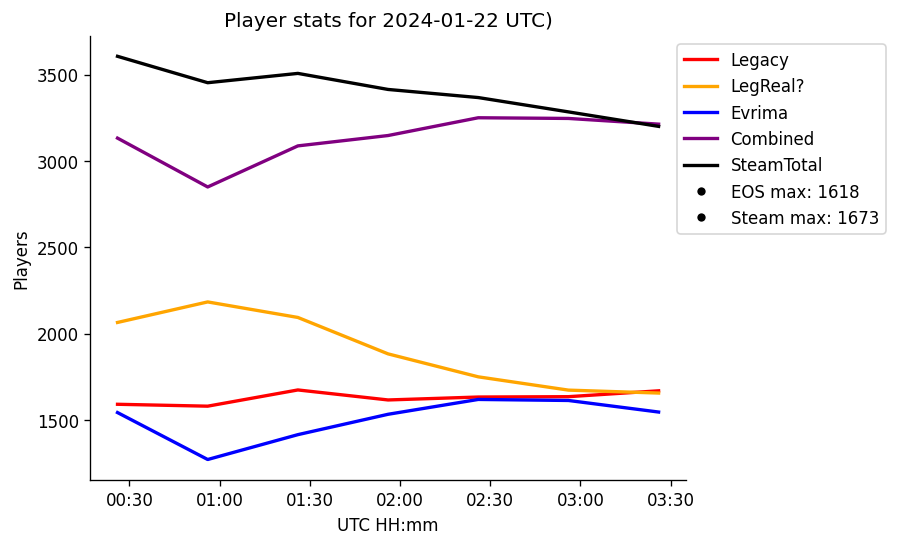 Player stats for 2024-01-22 UTC)
3500
3000
2500
2000
1500
Players
00:30 01:00 01:30 02:00 02:30 03:00 03:30
UTC HH:mm
Legacy
LegReal?
Evrima
Combined
SteamTotal
EOS max: 1618
Steam max: 1673